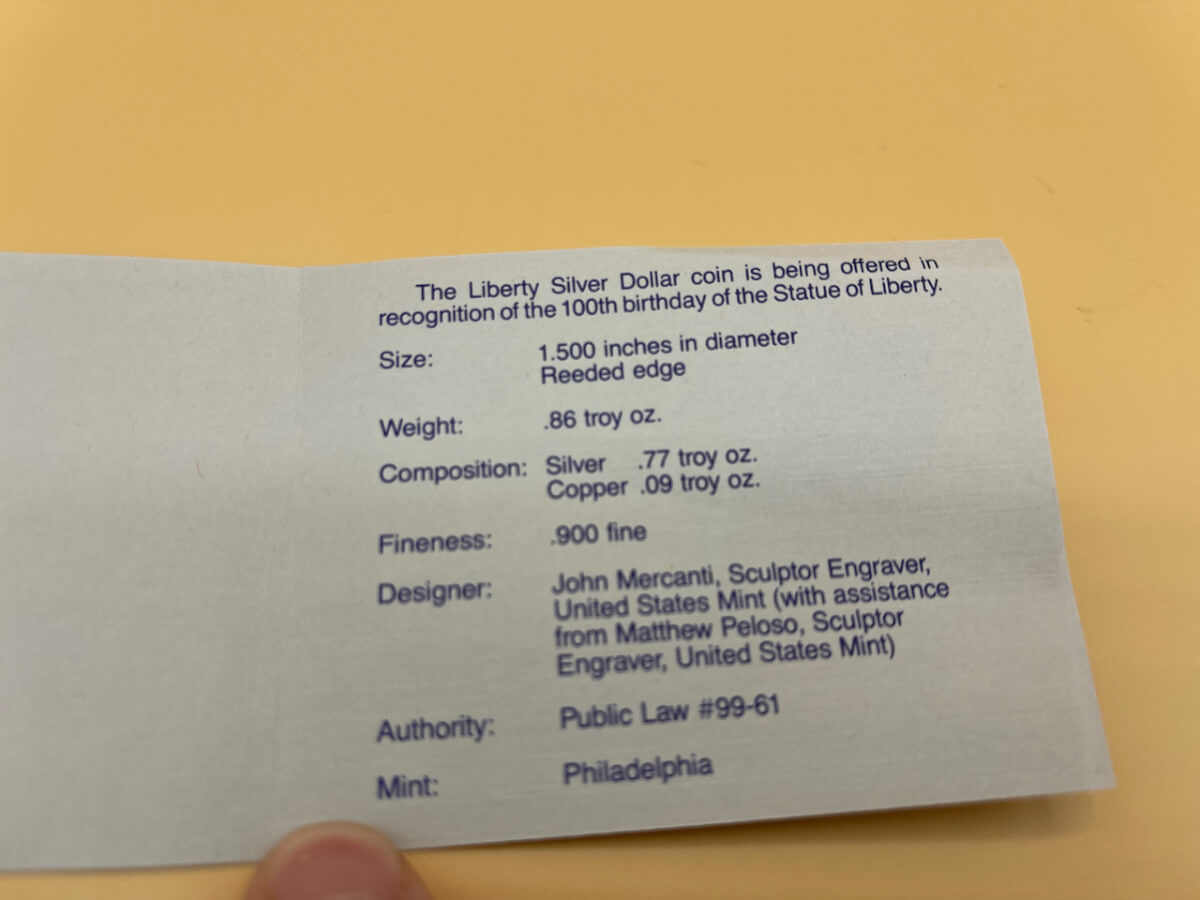 The Liberty Silver Dollar coin is being offered in
recognition of the 100th birthday of the Statue of Liberty.
Size: 1.500 inches in diameter
Reeded edge
Weight: .86 troy oz.
Composition: Silver .77 troy oz.
Copper .09 troy oz.
Fineness: .900 fine
Designer: John Mercanti, Sculptor Engraver,
United States Mint (with assistance
from Matthew Peloso, Sculptor
Engraver, United States Mint)
Authority: Public Law #99-61
Mint: Philadelphia